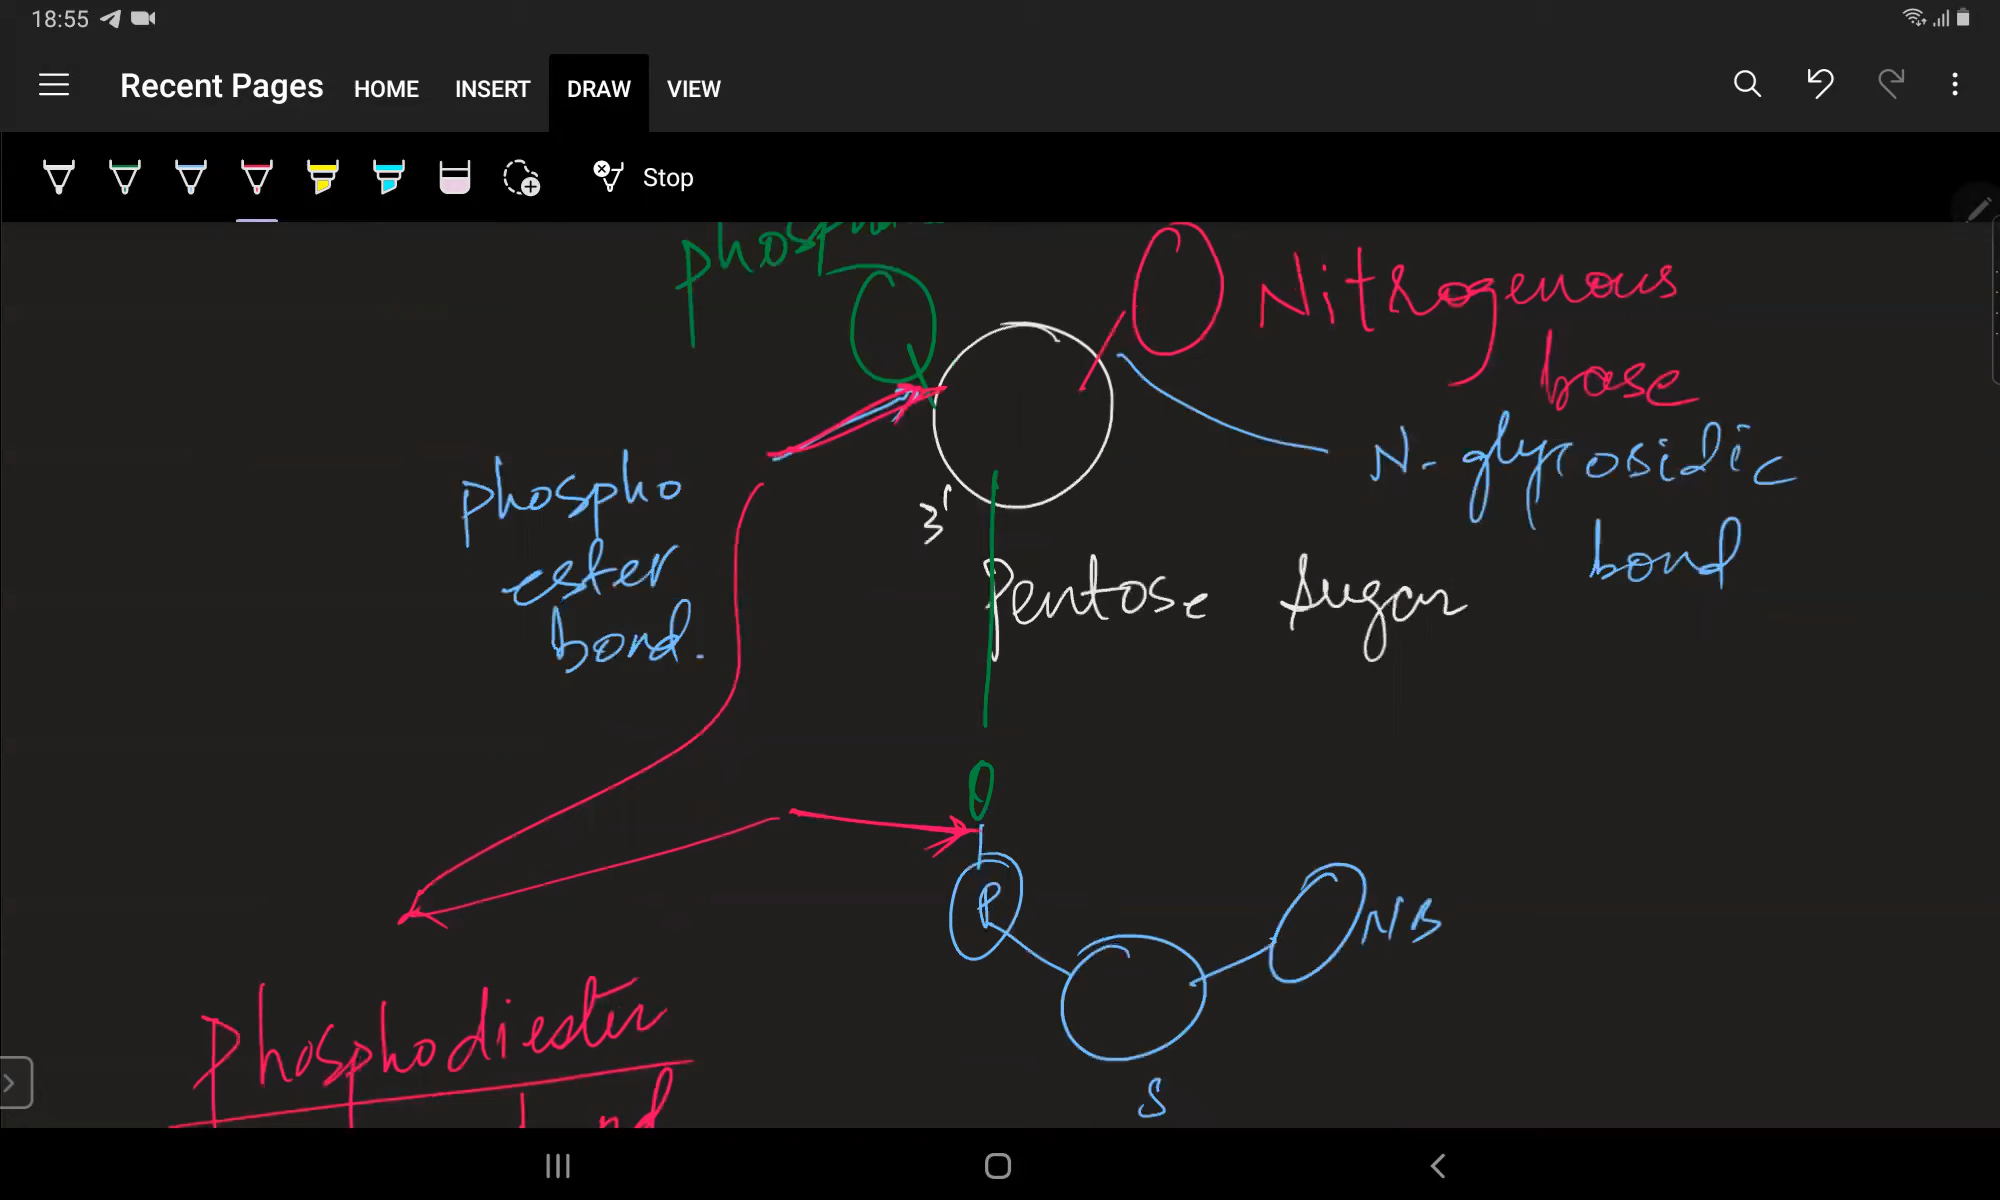 18:55
Recent Pages HOME INSERT DRAW VIEW
Stop
Nitrogenous
base
N-glycosidic
bond
phospho
ester
bond.
3'
Pentose Sugar
O
P
NB
S
Phosphodiester